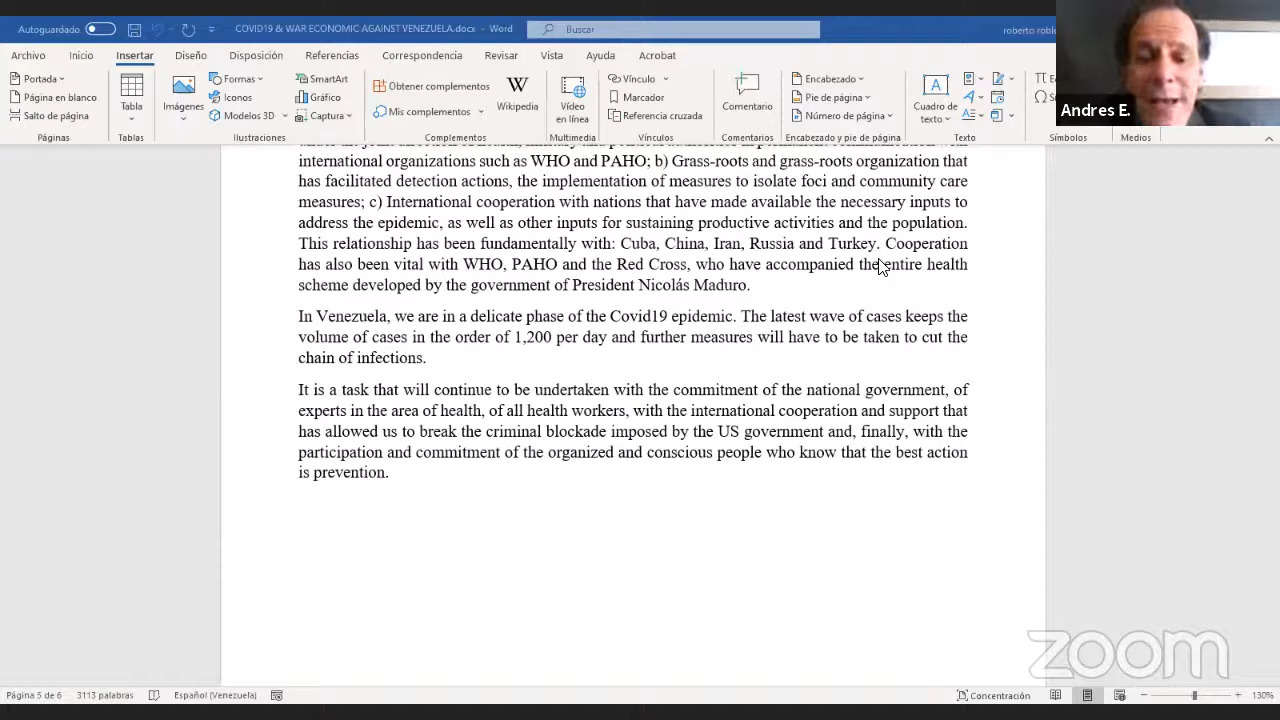 Autoguardado
COVID19 & WAR ECONOMIC AGAINST VENEZUELA.docx - Word
Buscar
roberto roble
Archivo Inicio Insertar Diseño Disposición Referencias Correspondencia Revisar Vista Ayuda Acrobat
Portada
Página en blanco
Salto de página
Páginas
Tabla
Tablas
Imágenes
Formas
Iconos
Modelos 3D
SmartArt
Gráfico
Captura
Ilustraciones
Obtener complementos
Mis complementos
Wikipedia
Complementos
Vídeo
en línea
Multimedia
Vínculo
Marcador
Referencia cruzada
Vínculos
Comentario
Comentarios
Encabezado
Pie de página
Número de página
Encabezado y pie de página
Cuadro de
texto
Texto
Símbolos
Medios
Andres E.
international organizations such as WHO and PAHO; b) Grass-roots and grass-roots organization that
has facilitated detection actions, the implementation of measures to isolate foci and community care
measures; c) International cooperation with nations that have made available the necessary inputs to
address the epidemic, as well as other inputs for sustaining productive activities and the population.
This relationship has been fundamentally with: Cuba, China, Iran, Russia and Turkey. Cooperation
has also been vital with WHO, PAHO and the Red Cross, who have accompanied the entire health
scheme developed by the government of President Nicolás Maduro.
In Venezuela, we are in a delicate phase of the Covid19 epidemic. The latest wave of cases keeps the
volume of cases in the order of 1,200 per day and further measures will have to be taken to cut the
chain of infections.
It is a task that will continue to be undertaken with the commitment of the national government, of
experts in the area of health, of all health workers, with the international cooperation and support that
has allowed us to break the criminal blockade imposed by the US government and, finally, with the
participation and commitment of the organized and conscious people who know that the best action
is prevention.
zoom
Página 5 de 6 3113 palabras Español (Venezuela) Concentración 130%